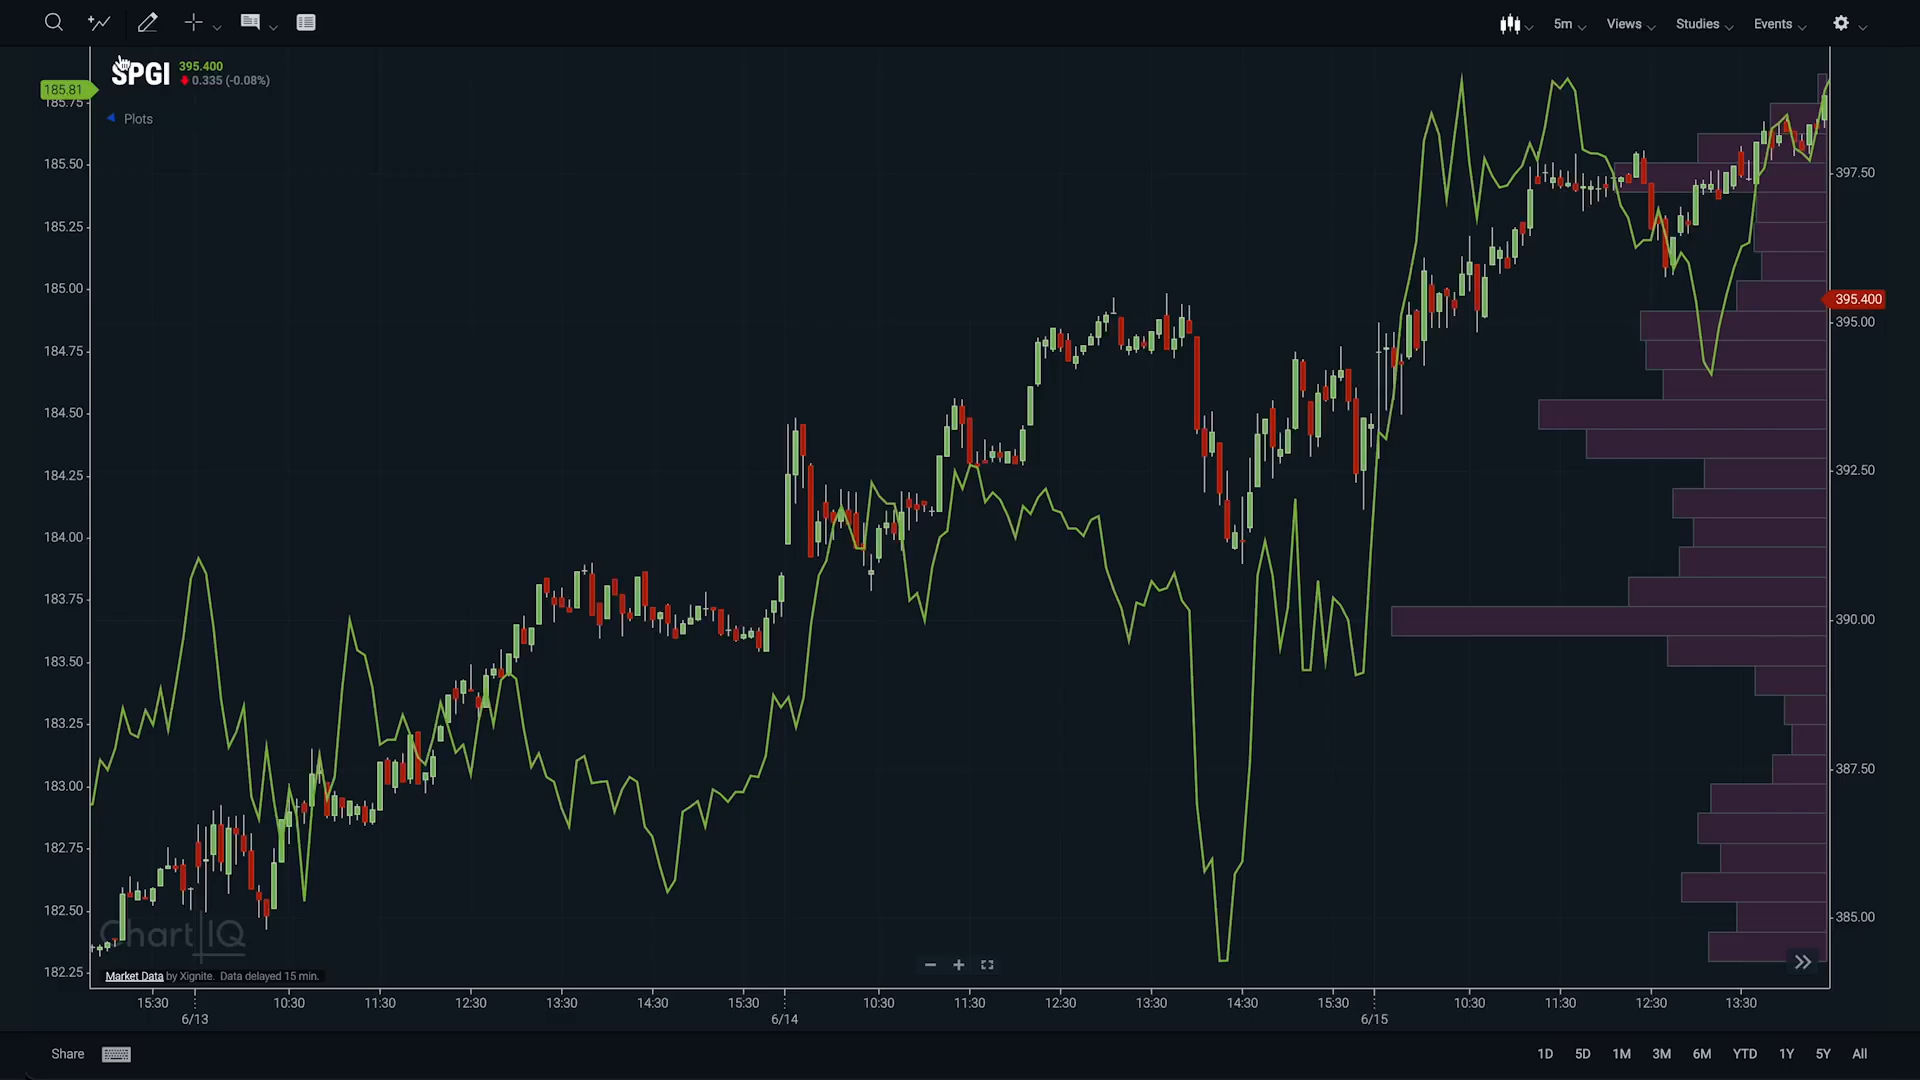 5m
Views
Studies
Events
SPGI
395.400
0.335 (-0.08%)
Plots
185.81
185.75
185.50
185.25
185.00
184.75
184.50
184.25
184.00
183.75
183.50
183.25
183.00
182.75
182.50
182.25
397.50
395.400
395.00
392.50
390.00
387.50
385.00
Chart IQ
Market Data by Xignite. Data delayed 15 min.
15:30 10:30 11:30 12:30 13:30 14:30 15:30 10:30 11:30 12:30 13:30 14:30 15:30 10:30 11:30 12:30 13:30
6/13 6/14 6/15
Share
1D 5D 1M 3M 6M YTD 1Y 5Y All